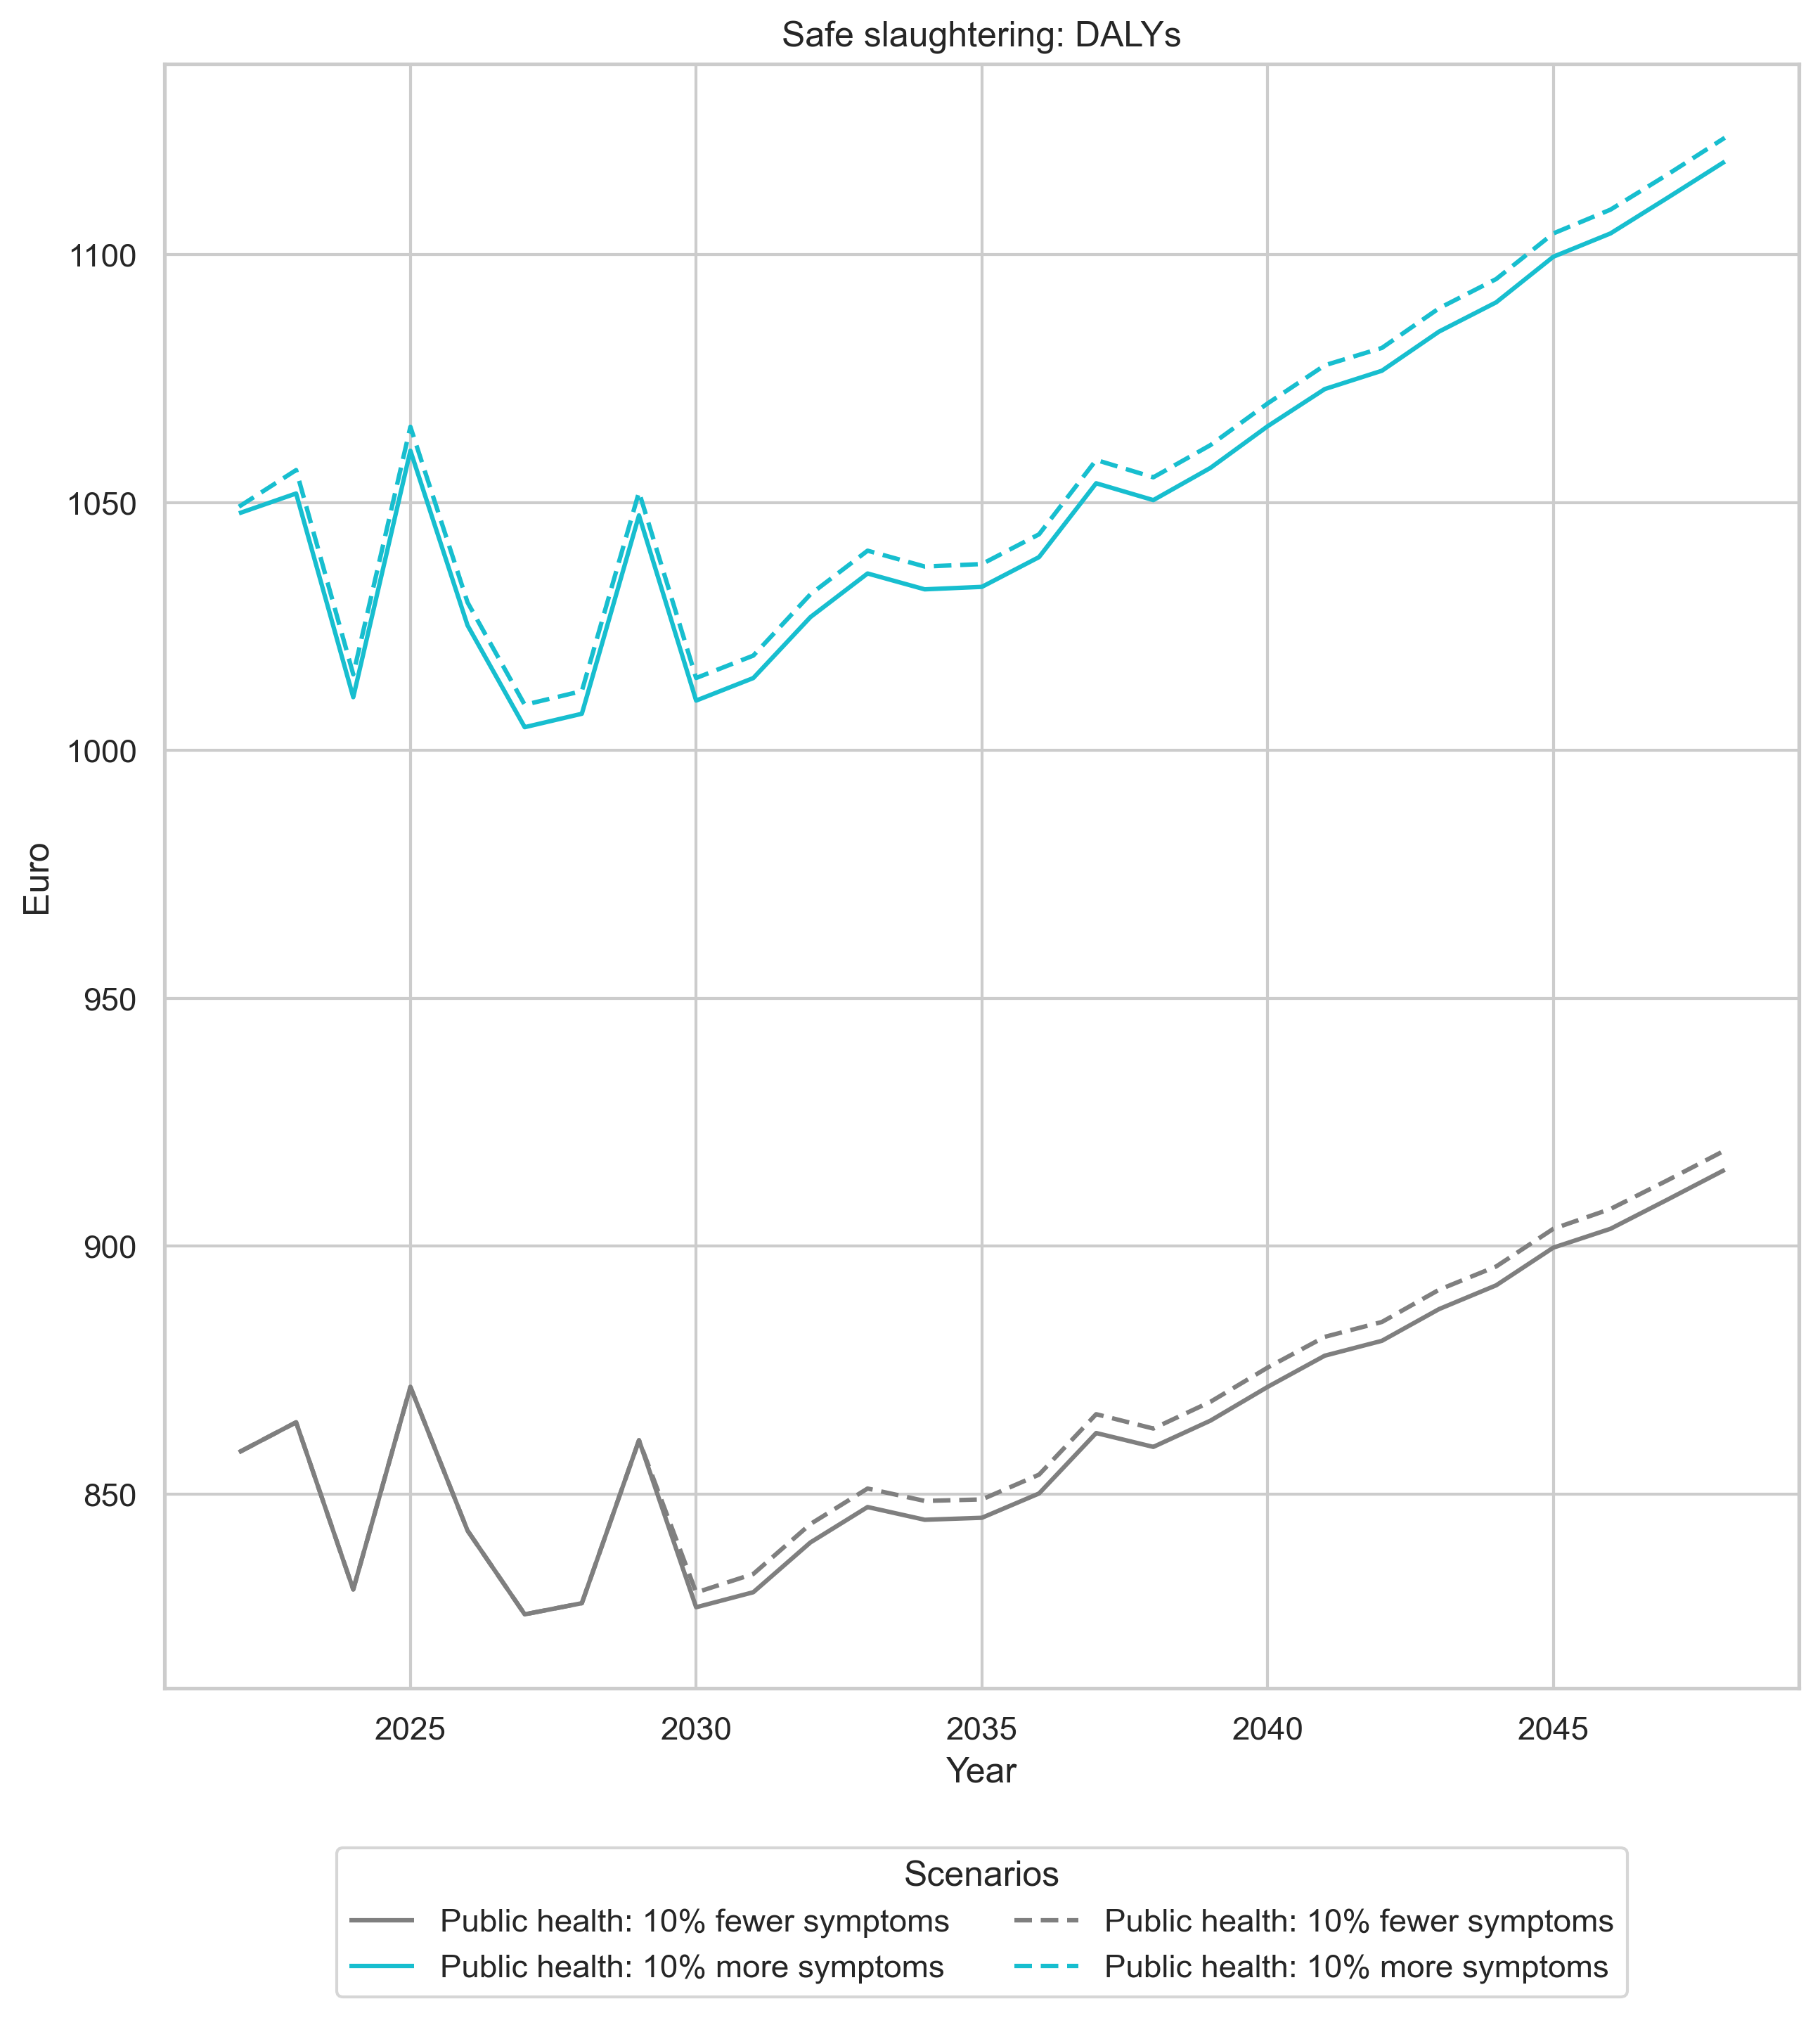 Safe slaughtering: DALYs
Euro
1100
1050
1000
950
900
850
2025 2030 2035 2040 2045
Year
Scenarios
Public health: 10% fewer symptoms Public health: 10% fewer symptoms
Public health: 10% more symptoms Public health: 10% more symptoms